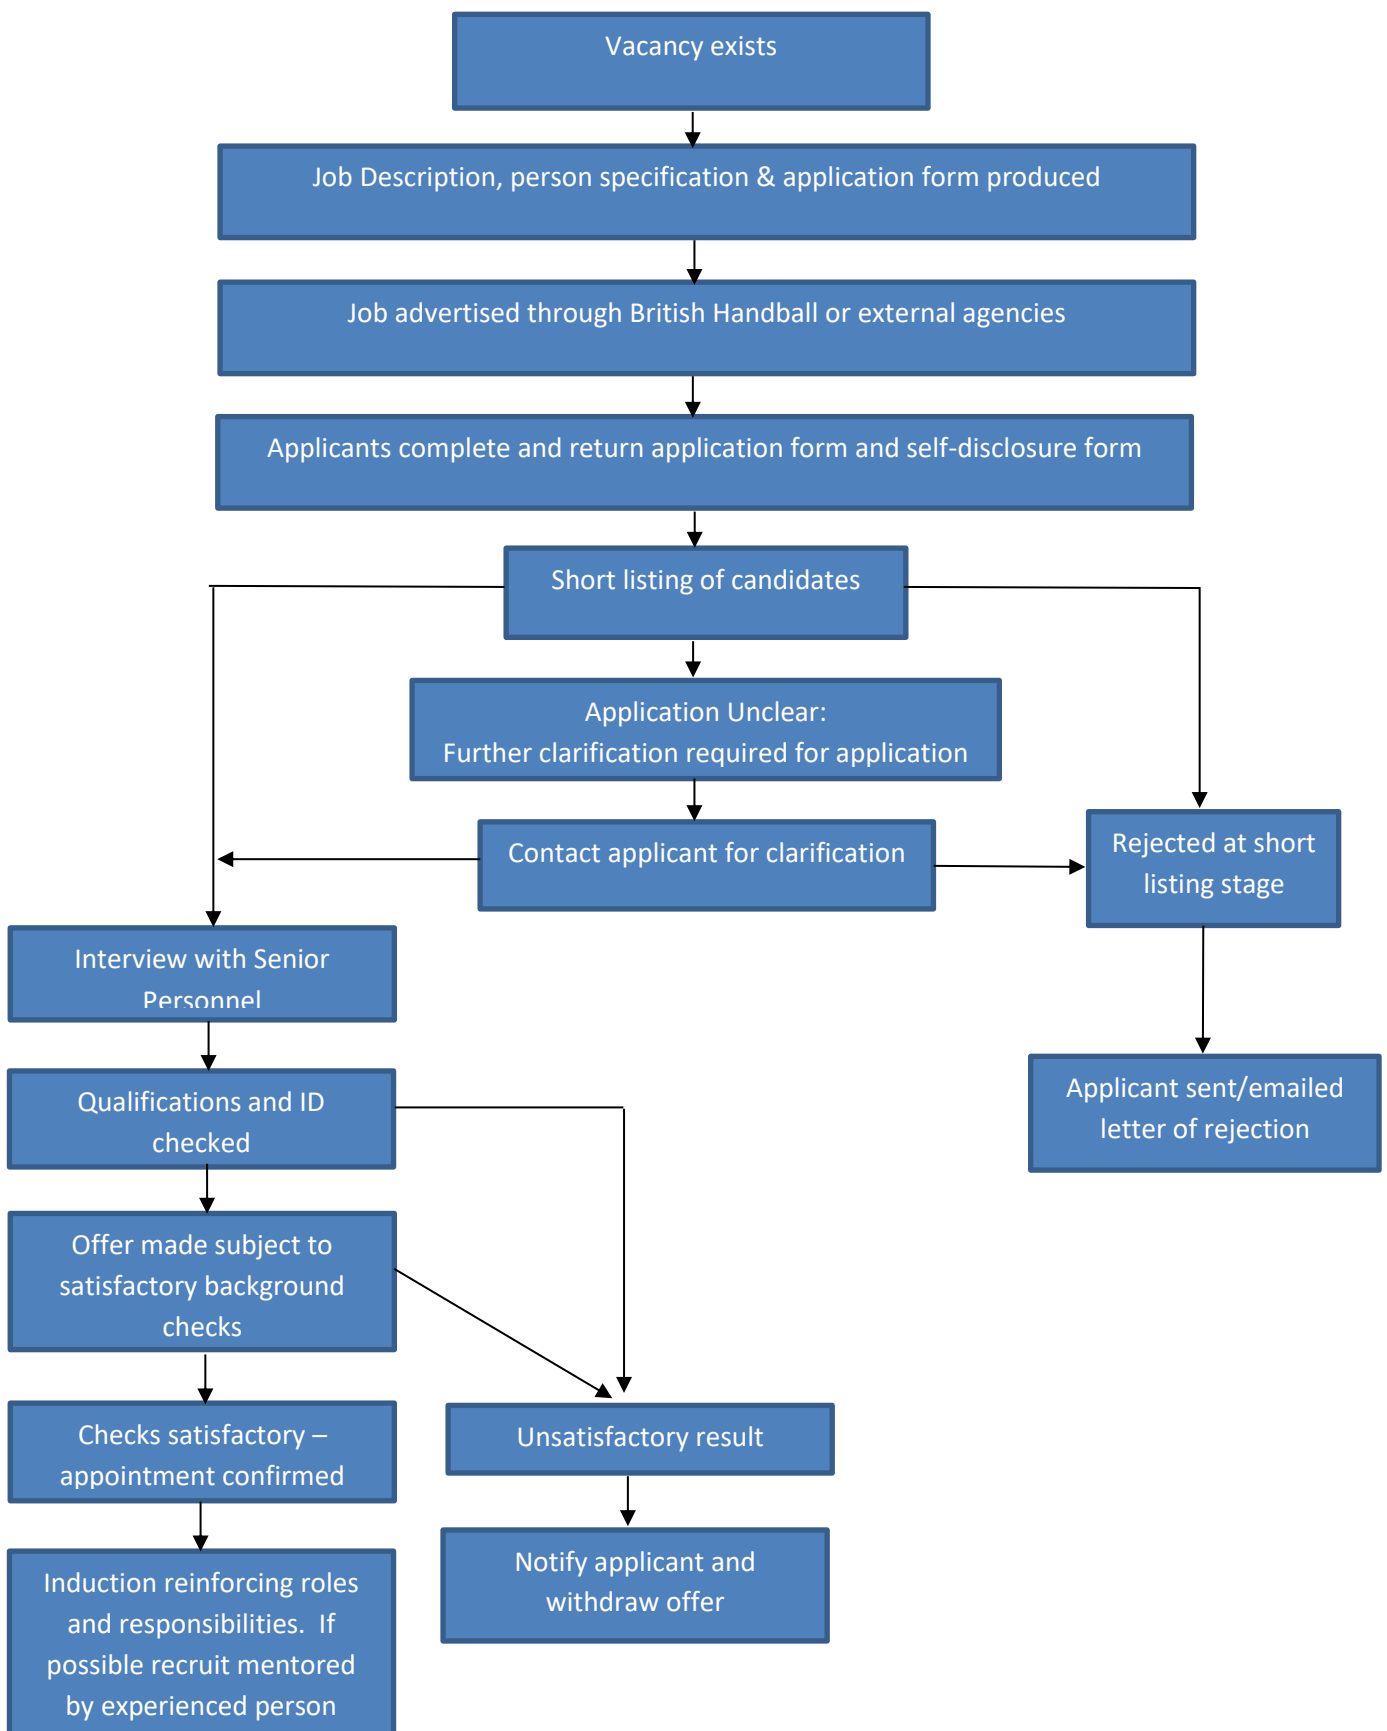 Vacancy exists
Job Description, person specification & application form produced
Job advertised through British Handball or external agencies
Applicants complete and return application form and self-disclosure form
Short listing of candidates
Application Unclear:
Further clarification required for application
Contact applicant for clarification
Rejected at short
listing stage
Interview with Senior
Personnel
Applicant sent/emailed
letter of rejection
Qualifications and ID
checked
Offer made subject to
satisfactory background
checks
Checks satisfactory –
appointment confirmed
Unsatisfactory result
Notify applicant and
withdraw offer
Induction reinforcing roles
and responsibilities.  If
possible recruit mentored
by experienced person